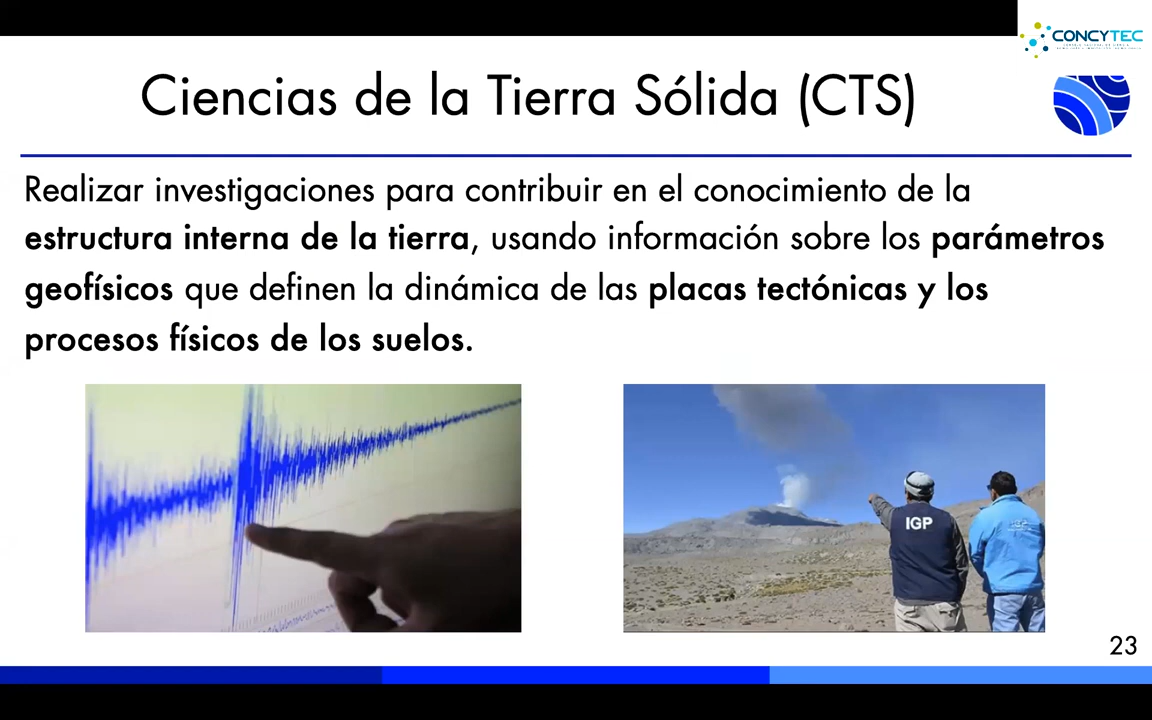 CONCYTEC
Ciencias de la Tierra Sólida (CTS)
Realizar investigaciones para contribuir en el conocimiento de la
estructura interna de la tierra, usando información sobre los parámetros
geofísicos que definen la dinámica de las placas tectónicas y los
procesos físicos de los suelos.
IGP
23